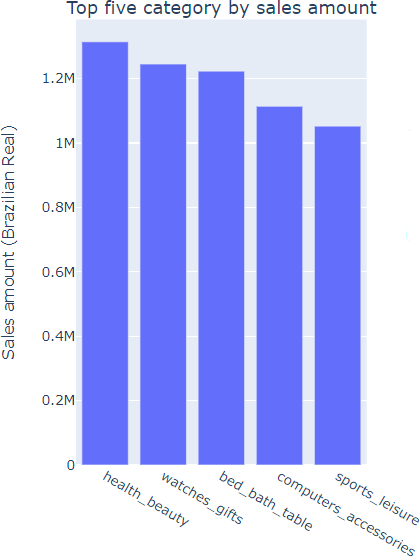 Top five category by sales amount
Sales amount (Brazilian Real)
1.2M
1M
0.8M
0.6M
0.4M
0.2M
0
health_beauty
watches_gifts
bed_bath_table
computers_accessories
sports_leisure